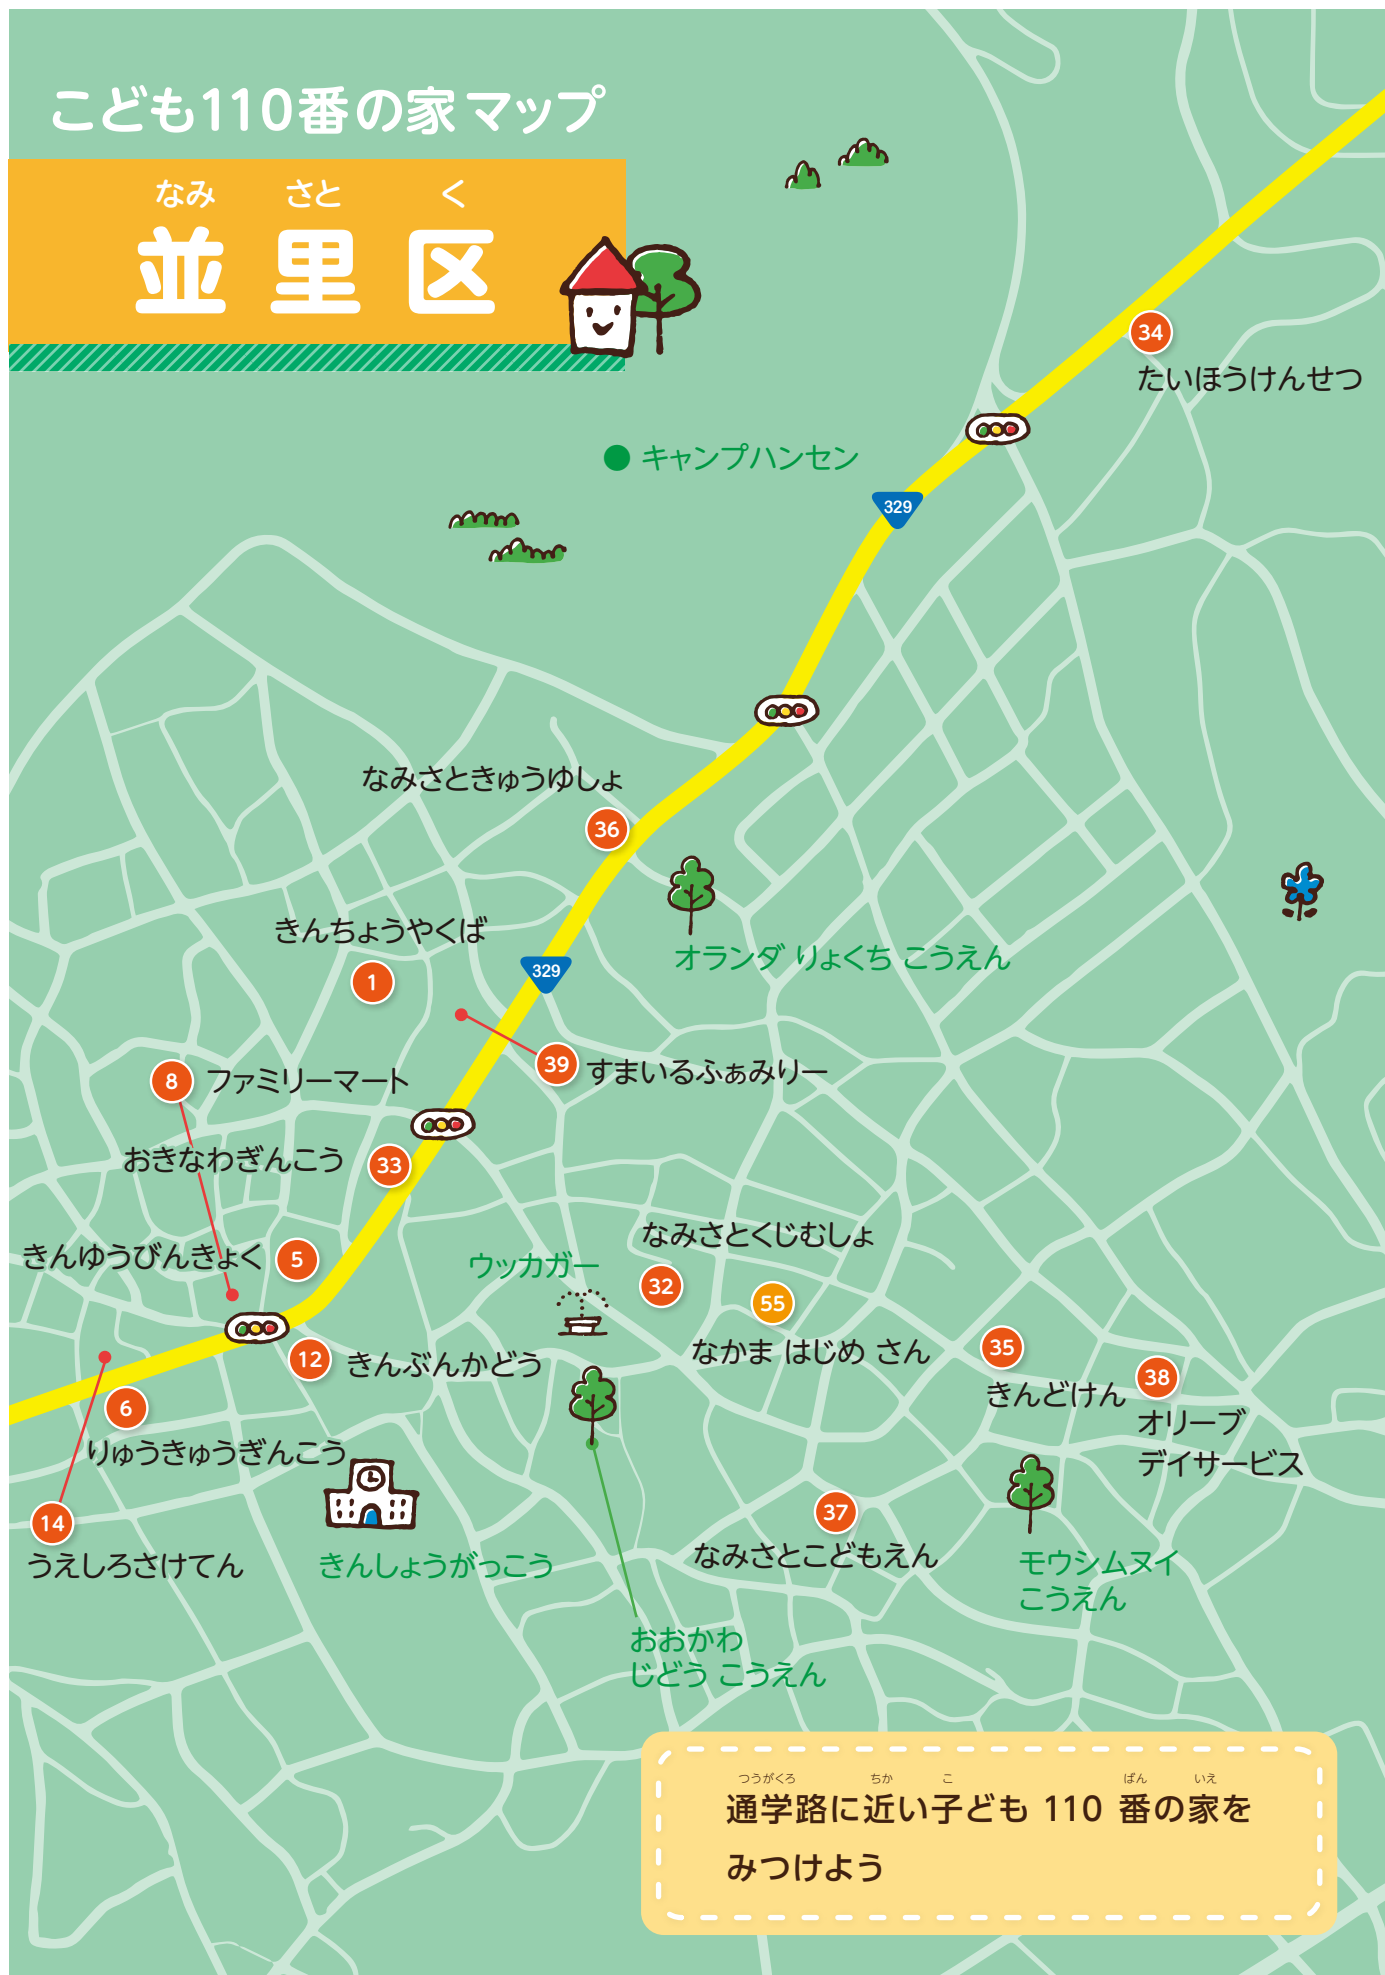 こども110番の家 マップ
なみ さと く
並里区
34
たいほうけんせつ
キャンプハンセン
329
なみさときゅうゆしょ
36
きんちょうやくば
1
オランダ りょくち こうえん
329
39 すまいるふぁみりー
8 ファミリーマート
おきなわぎんこう 33
きんゆうびんきょく 5
なみさとくじむしょ
ウッカガー
32
55
なかま はじめ さん
12 きんぶんかどう
35
きんどけん
38
オリーブ
デイサービス
6
りゅうきゅうぎんこう
14
うえしろさけてん
きんしょうがっこう
37
なみさとこどもえん
モウシムヌイ
こうえん
おおかわ
じどう こうえん
つうがくろ ちか こ ばん いえ
通学路に近い子ども 110 番の家を
みつけよう